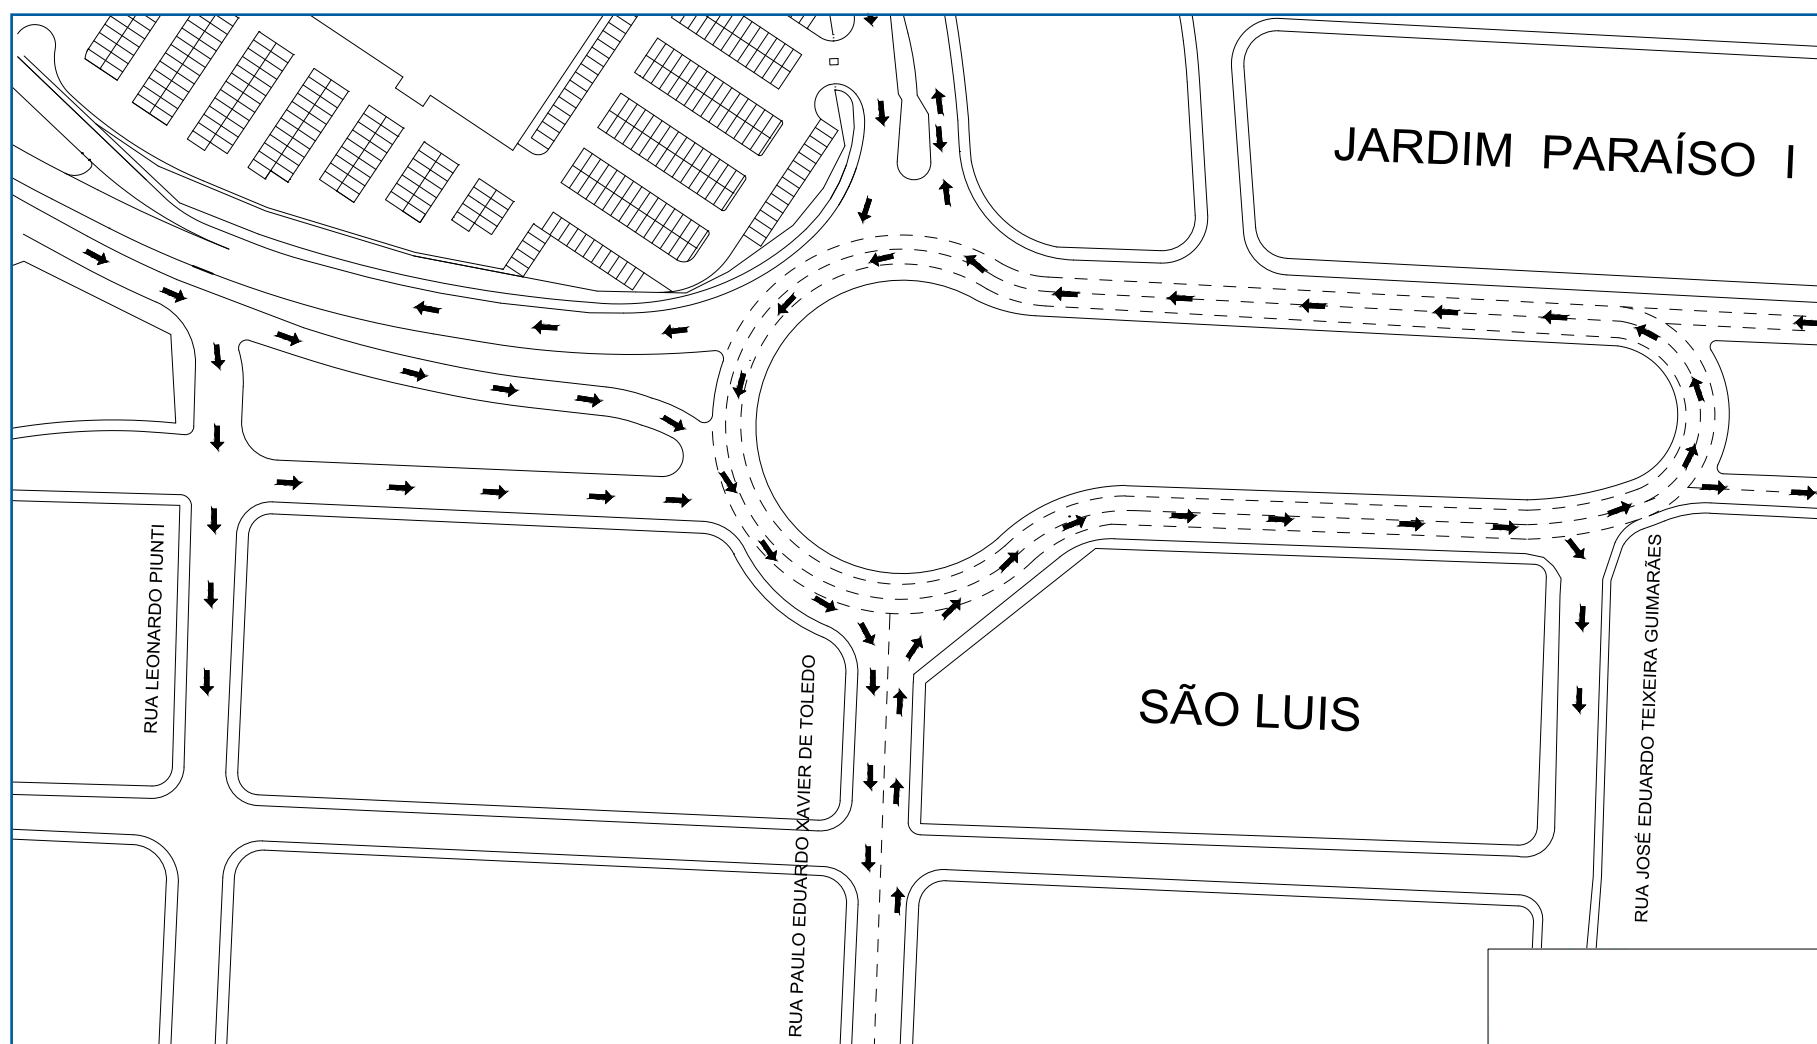 JARDIM PARAÍSO I
RUA LEONARDO PIUNTI
RUA PAULO EDUARDO XAVIER DE TOLEDO
SÃO LUIS
RUA JOSÉ EDUARDO TEIXEIRA GUIMARÃES